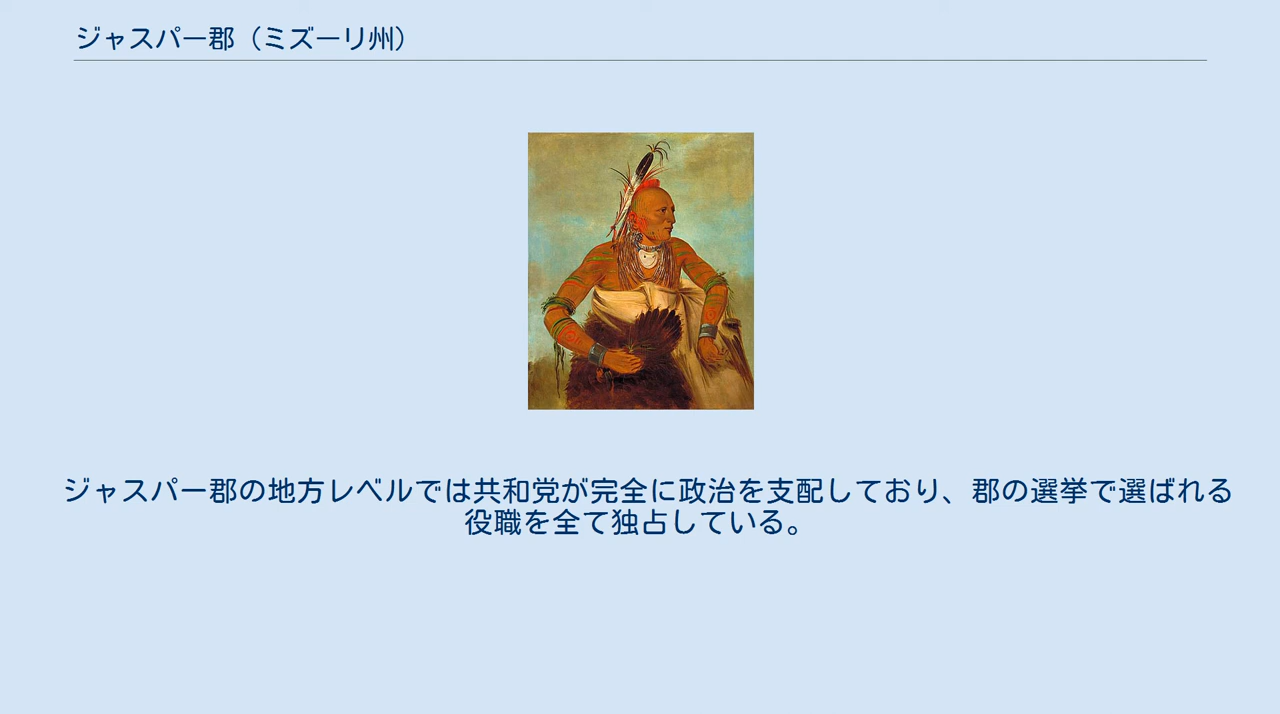 ジャスパー郡（ミズーリ州）
ジャスパー郡の地方レベルでは共和党が完全に政治を支配しており、郡の選挙で選ばれる
役職を全て独占している。